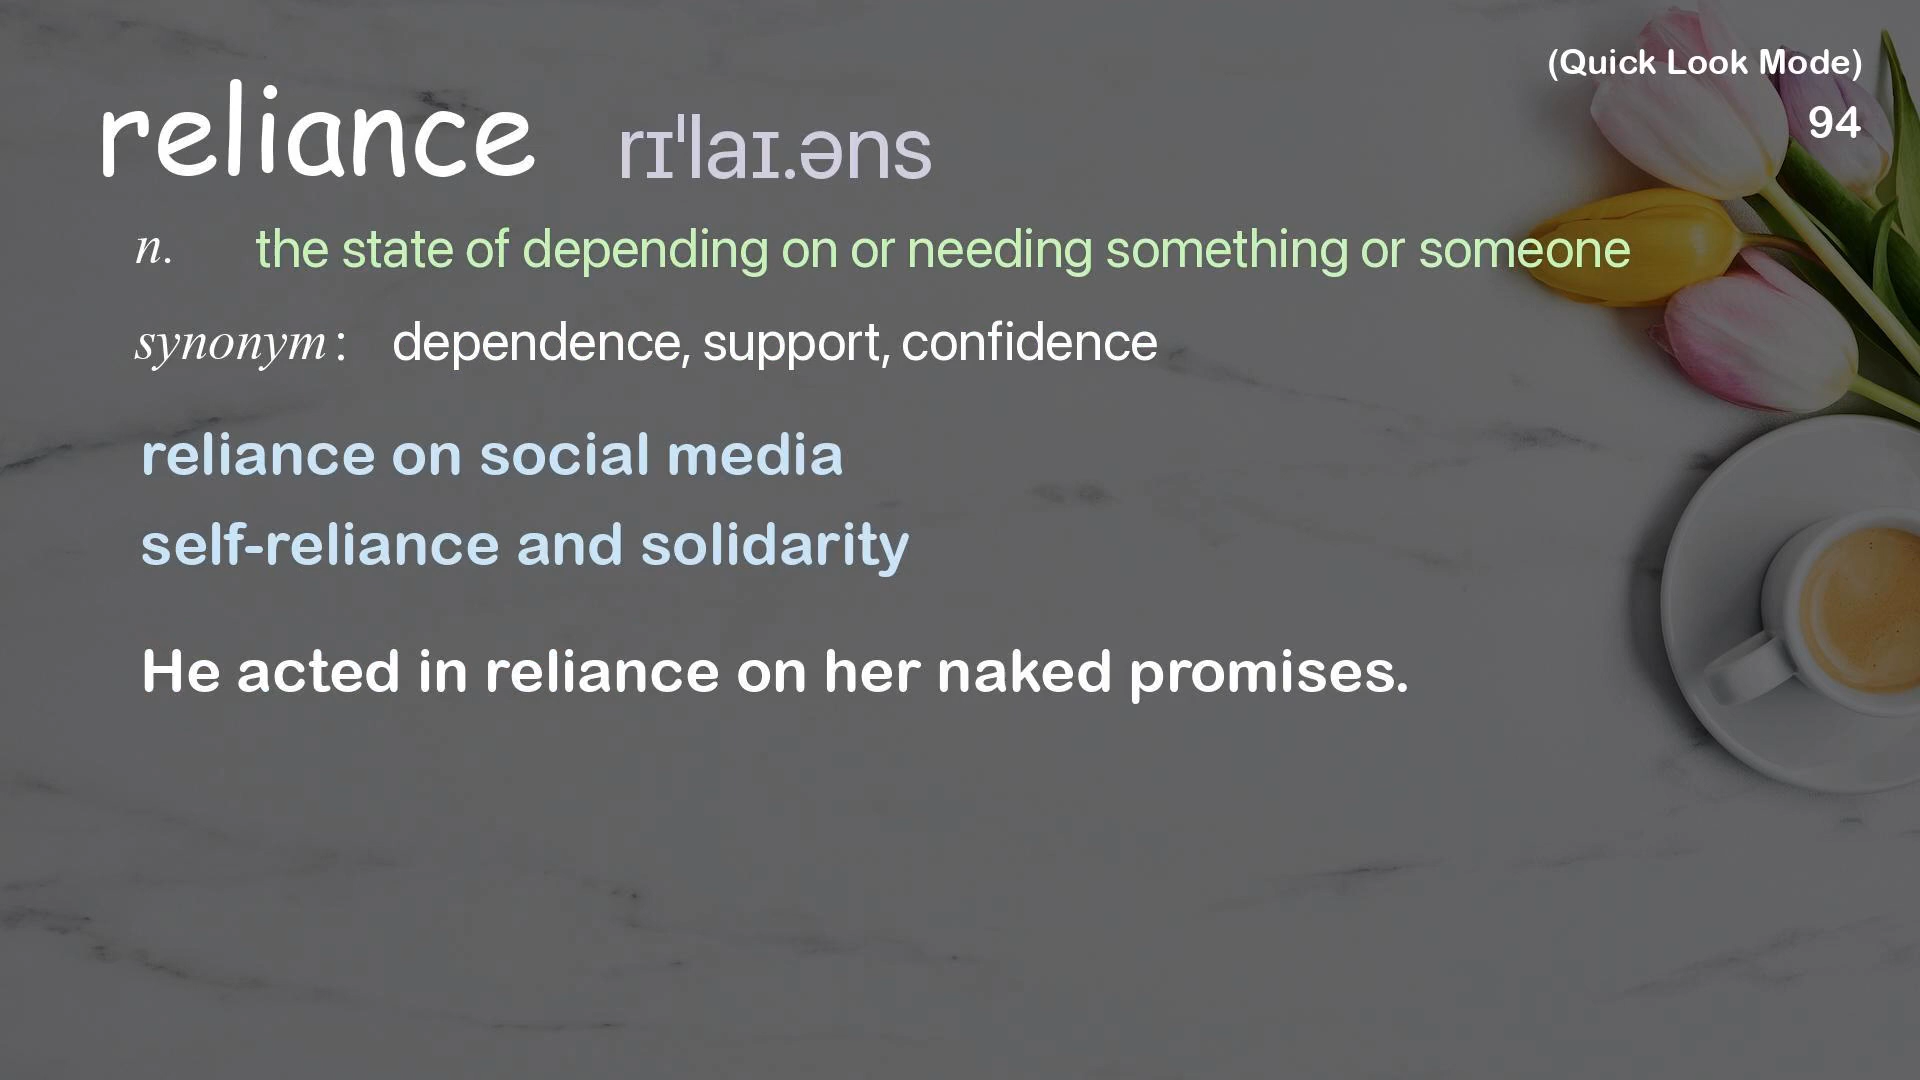 (Quick Look Mode)
94
reliance rɪˈlaɪ.əns
n. the state of depending on or needing something or someone
synonym: dependence, support, confidence
reliance on social media
self-reliance and solidarity
He acted in reliance on her naked promises.